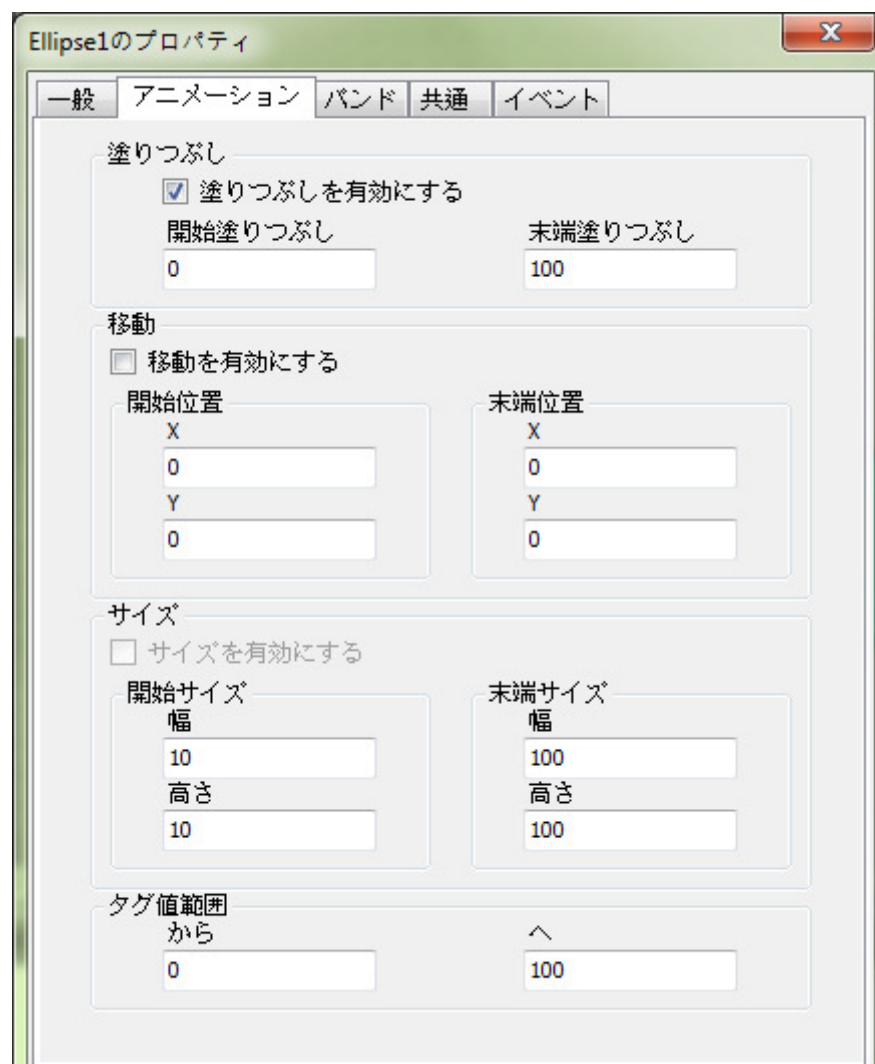 Ellipse1のプロパティ
一般 アニメーション バンド 共通 イベント
塗りつぶし
塗りつぶしを有効にする
開始塗りつぶし 末端塗りつぶし
0 100
移動
移動を有効にする
開始位置 末端位置
X X
0 0
Y Y
0 0
サイズ
サイズを有効にする
開始サイズ 末端サイズ
幅 幅
10 100
高さ 高さ
10 100
タグ値範囲
から へ
0 100